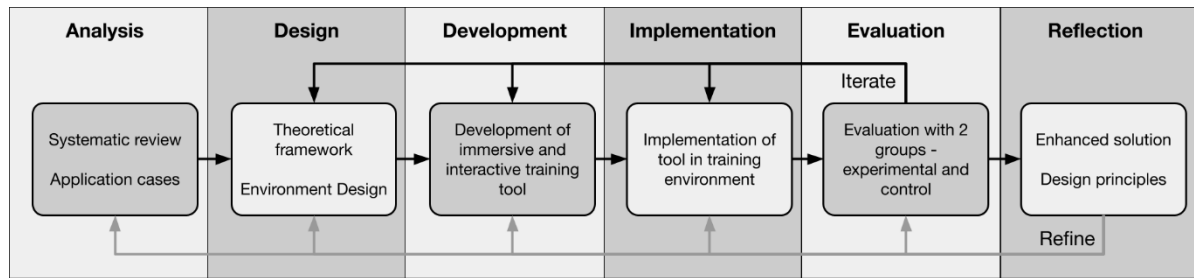 Analysis
Design
Development
Implementation
Evaluation
Reflection
Iterate
Systematic review
Application cases
Theoretical
framework
Environment Design
Development of
immersive and
interactive training
tool
Implementation of
tool in training
environment
Evaluation with 2
groups -
experimental and
control
Enhanced solution
Design principles
Refine